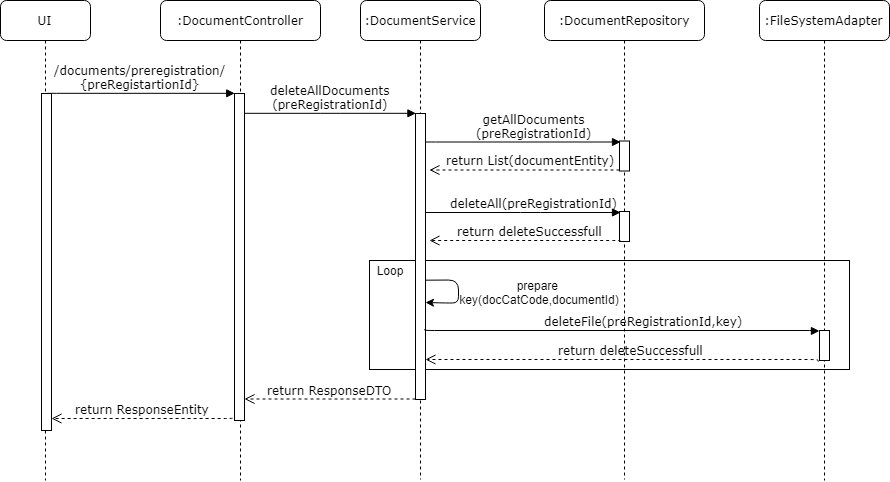 UI
:DocumentController
:DocumentService
:DocumentRepository
:FileSystemAdapter
/documents/preregistration/
{preRegistartionId}
deleteAllDocuments
(preRegistrationId)
getAllDocuments
(preRegistrationId)
return List(documentEntity)
deleteAll(preRegistrationId)
return deleteSuccessfull
Loop
prepare
key(docCatCode,documentId)
deleteFile(preRegistrationId,key)
return deleteSuccessfull
return ResponseDTO
return ResponseEntity